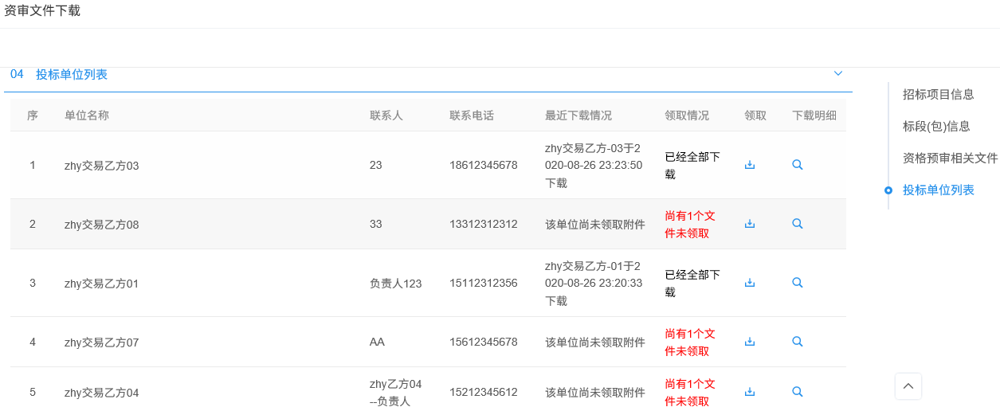 资审文件下载
04 投标单位列表
序 单位名称 联系人 联系电话 最近下载情况 领取情况 领取 下载明细
1 zhy交易乙方03 23 18612345678 zhy交易乙方-03于2
020-08-26 23:23:50
下载
已经全部下
载
2 zhy交易乙方08 33 13312312312 该单位尚未领取附件 尚有1个文
件未领取
3 zhy交易乙方01 负责人123 15112312356 zhy交易乙方-01于2
020-08-26 23:20:33
下载
已经全部下
载
4 zhy交易乙方07 AA 15612345678 该单位尚未领取附件 尚有1个文
件未领取
5 zhy交易乙方04 zhy乙方04
--负责人
15212345612 该单位尚未领取附件 尚有1个文
件未领取
招标项目信息
标段(包)信息
资格预审相关文件
投标单位列表